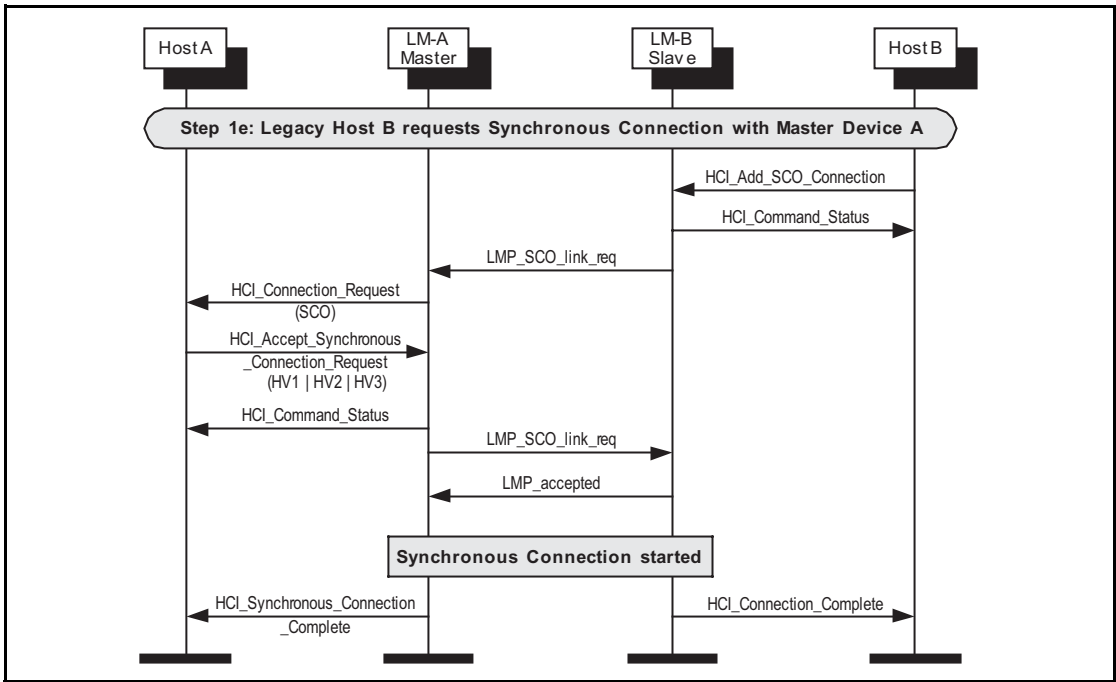 Host A
LM-A
Master
LM-B
Slave
Host B
Step 1e: Legacy Host B requests Synchronous Connection with Master Device A
HCI_Add_SCO_Connection
HCI_Command_Status
LMP_SCO_link_req
HCI_Connection_Request
(SCO)
HCI_Accept_Synchronous
_Connection_Request
(HV1 | HV2 | HV3)
HCI_Command_Status
LMP_SCO_link_req
LMP_accepted
Synchronous Connection started
HCI_Synchronous_Connection
_Complete
HCI_Connection_Complete